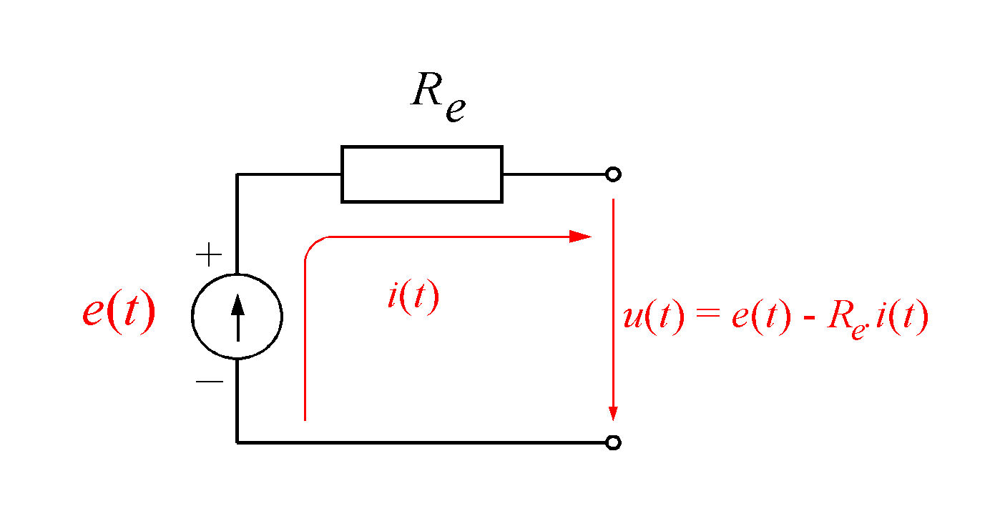 R_e
+
e(t)
i(t)
u(t) = e(t) - R_e.i(t)
−